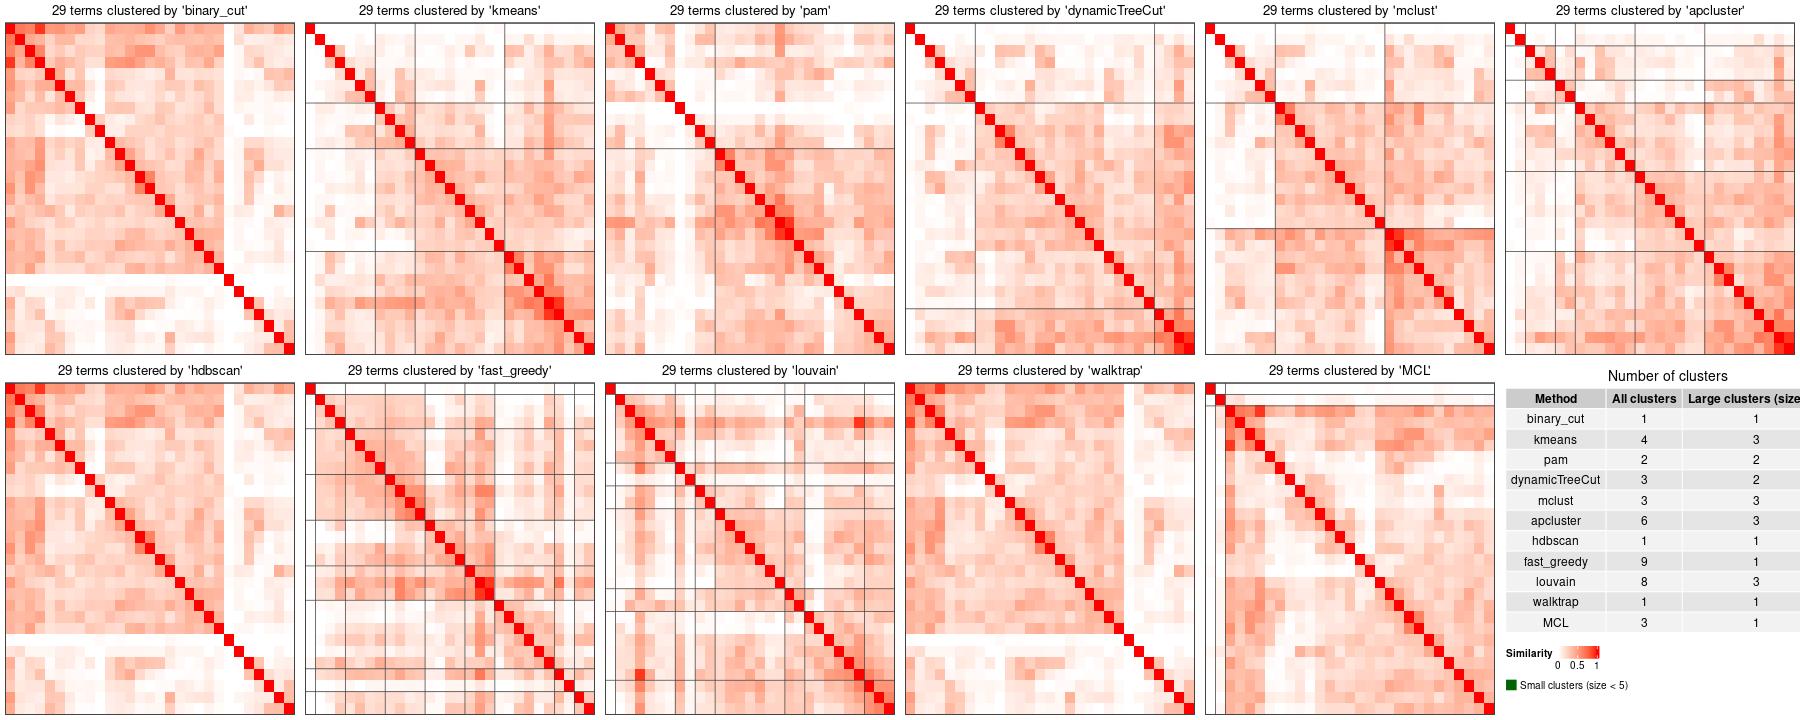 29 terms clustered by 'binary_cut'
29 terms clustered by 'kmeans'
29 terms clustered by 'pam'
29 terms clustered by 'dynamicTreeCut'
29 terms clustered by 'mclust'
29 terms clustered by 'apcluster'
29 terms clustered by 'hdbscan'
29 terms clustered by 'fast_greedy'
29 terms clustered by 'louvain'
29 terms clustered by 'walktrap'
29 terms clustered by 'MCL'
Number of clusters
Method All clusters Large clusters (size
binary_cut 1 1
kmeans 4 3
pam 2 2
dynamicTreeCut 3 2
mclust 3 3
apcluster 6 3
hdbscan 1 1
fast_greedy 9 1
louvain 8 3
walktrap 1 1
MCL 3 1
Similarity
0 0.5 1
Small clusters (size < 5)